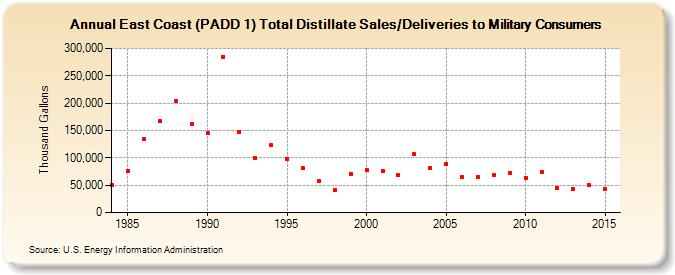 Annual East Coast (PADD 1) Total Distillate Sales/Deliveries to Military Consumers
Thousand Gallons
300,000
250,000
200,000
150,000
100,000
50,000
0
1985 1990 1995 2000 2005 2010 2015
Source: U.S. Energy Information Administration